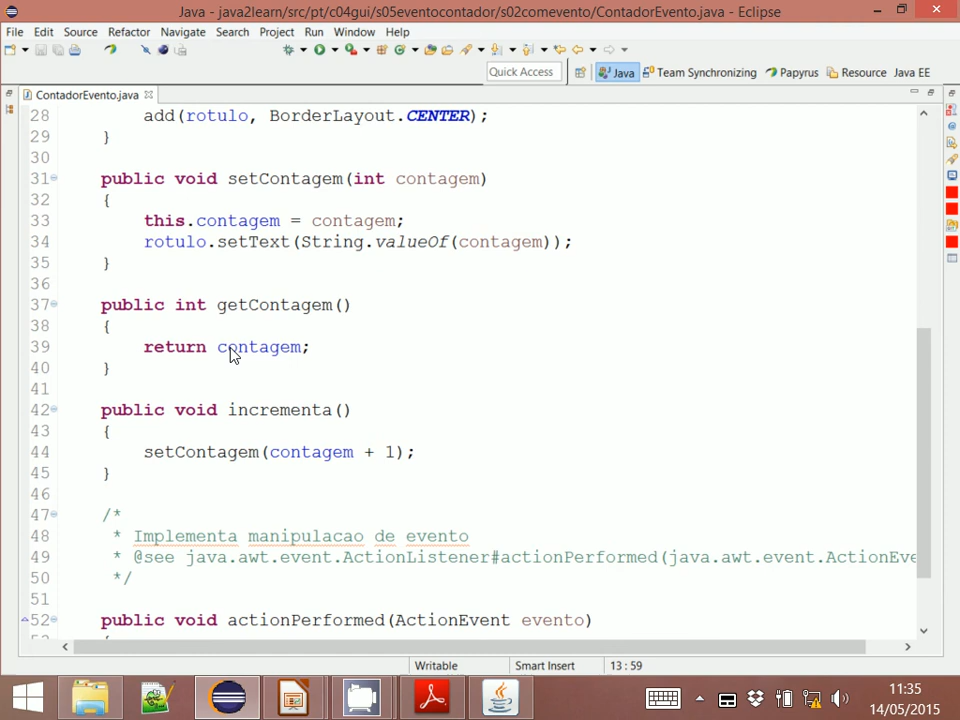 Java - java2learn/src/pt/c04gui/s05eventocontador/s02comevento/ContadorEvento.java - Eclipse
File Edit Source Refactor Navigate Search Project Run Window Help
Quick Access Java Team Synchronizing Papyrus Resource Java EE
ContadorEvento.java
28 add(rotulo, BorderLayout.CENTER);
29 }
30
31 public void setContagem(int contagem)
32 {
33 this.contagem = contagem;
34 rotulo.setText(String.valueOf(contagem));
35 }
36
37 public int getContagem()
38 {
39 return contagem;
40 }
41
42 public void incrementa()
43 {
44 setContagem(contagem + 1);
45 }
46
47 /*
48 * Implementa manipulacao de evento
49 * @see java.awt.event.ActionListener#actionPerformed(java.awt.event.ActionEve
50 */
51
52 public void actionPerformed(ActionEvent evento)
Writable Smart Insert 13 : 59
11:35
14/05/2015